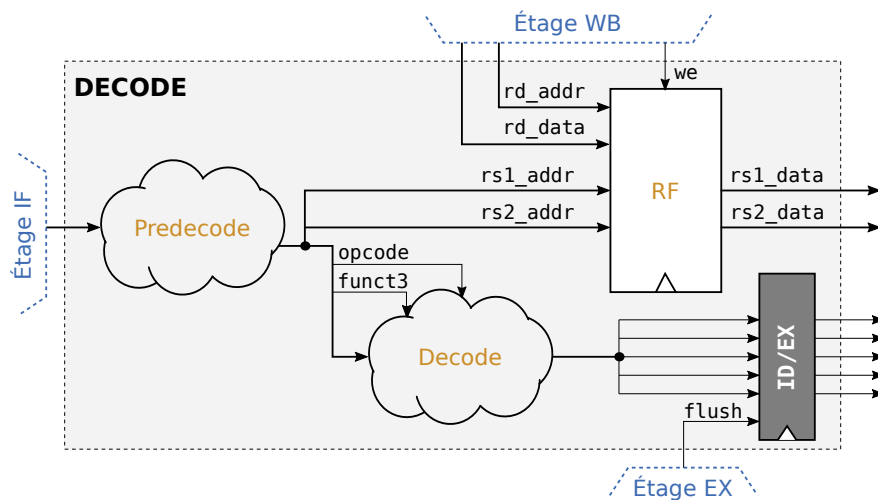 Étage WB
DECODE
we
rd_addr
rd_data
rs1_addr
rs2_addr
RF
rs1_data
rs2_data
Étage IF
Predecode
opcode
funct3
Decode
ID/EX
flush
Étage EX